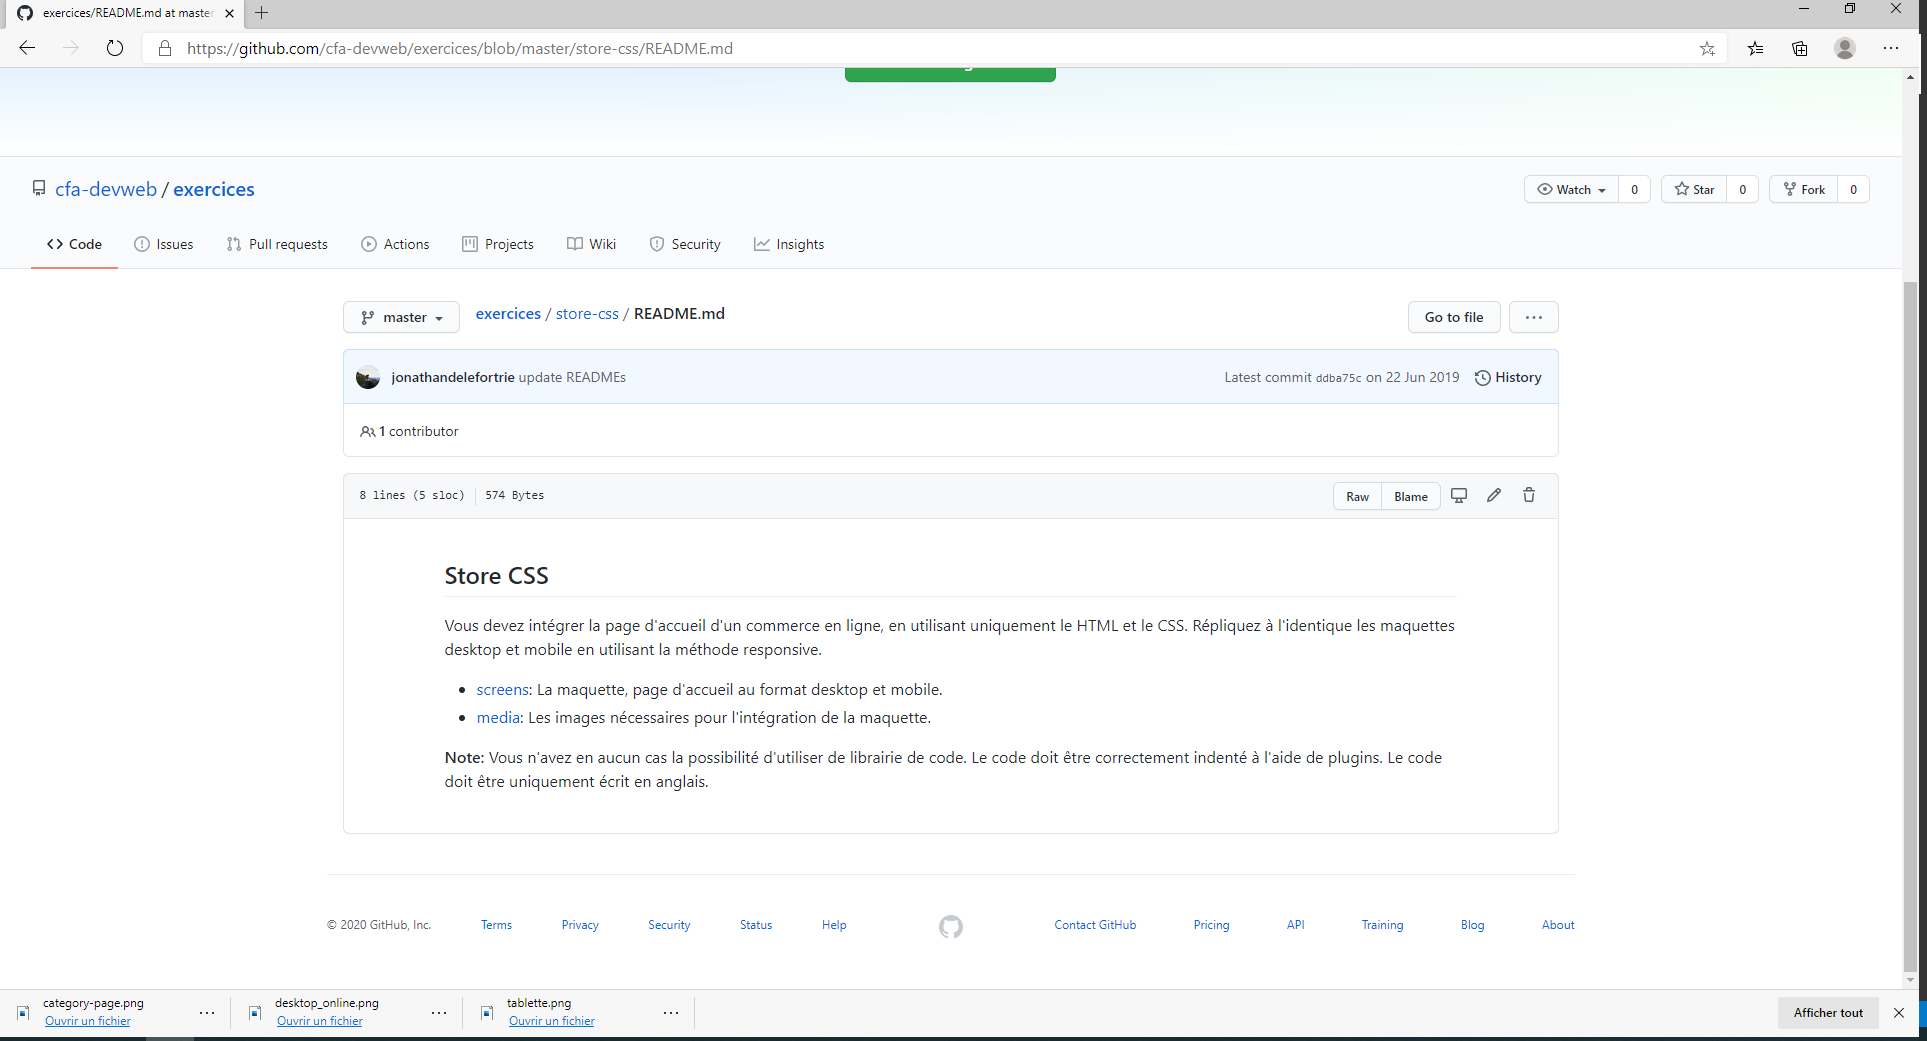 exercices/README.md at master
https://github.com/cfa-devweb/exercices/blob/master/store-css/README.md
cfa-devweb / exercices
Watch 0 Star 0 Fork 0
Code Issues Pull requests Actions Projects Wiki Security Insights
master exercices / store-css / README.md Go to file
jonathandelefortrie update READMEs Latest commit ddba75c on 22 Jun 2019 History
1 contributor
8 lines (5 sloc) 574 Bytes Raw Blame
Store CSS
Vous devez intégrer la page d'accueil d'un commerce en ligne, en utilisant uniquement le HTML et le CSS. Répliquez à l'identique les maquettes
desktop et mobile en utilisant la méthode responsive.
• screens: La maquette, page d'accueil au format desktop et mobile.
• media: Les images nécessaires pour l'intégration de la maquette.
Note: Vous n'avez en aucun cas la possibilité d'utiliser de librairie de code. Le code doit être correctement indenté à l'aide de plugins. Le code
doit être uniquement écrit en anglais.
© 2020 GitHub, Inc. Terms Privacy Security Status Help Contact GitHub Pricing API Training Blog About
category-page.png desktop_online.png tablette.png
Ouvrir un fichier Ouvrir un fichier Ouvrir un fichier Afficher tout